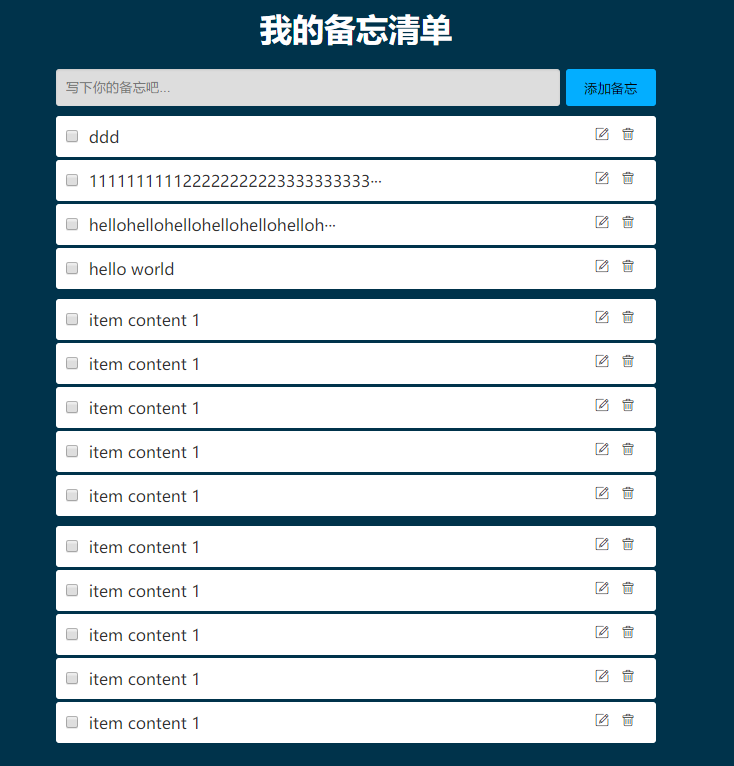 我的备忘清单
写下你的备忘吧...
添加备忘
ddd
1111111111222222222233333333333···
hellohellohellohellohellohelloh···
hello world
item content 1
item content 1
item content 1
item content 1
item content 1
item content 1
item content 1
item content 1
item content 1
item content 1